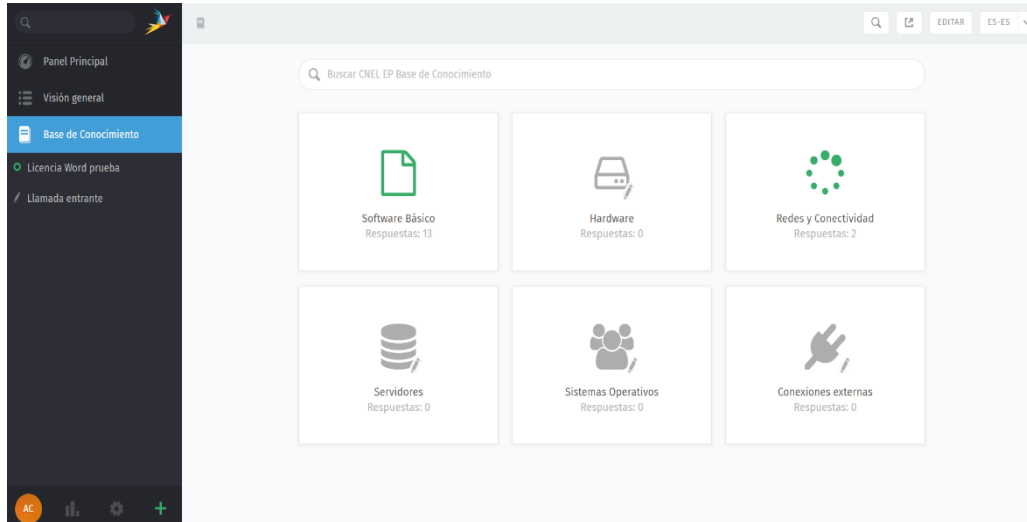 EDITAR
ES-ES
Panel Principal
Visión general
Base de Conocimiento
Licencia Word prueba
Llamada entrante
AC
Buscar CNEL EP Base de Conocimiento
Software Básico
Respuestas: 13
Hardware
Respuestas: 0
Redes y Conectividad
Respuestas: 2
Servidores
Respuestas: 0
Sistemas Operativos
Respuestas: 0
Conexiones externas
Respuestas: 0